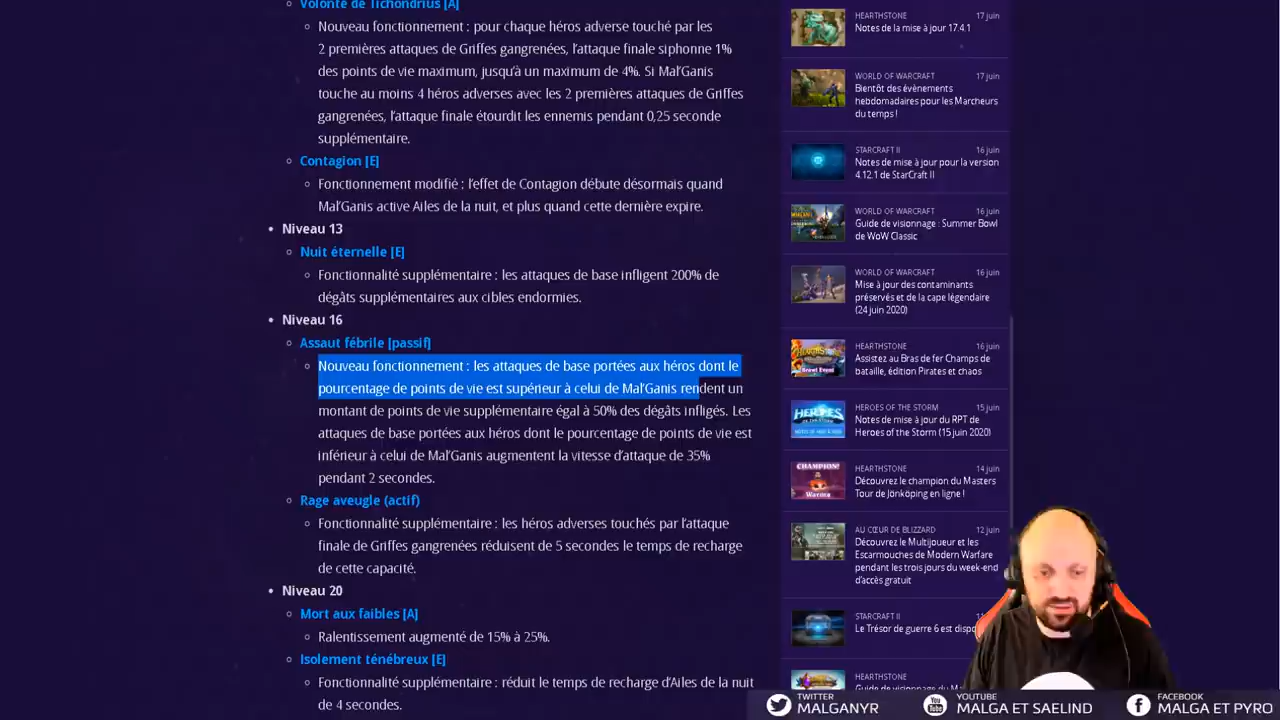 Volonté de Tichondrius [A]
Nouveau fonctionnement : pour chaque héros adverse touché par les
2 premières attaques de Griffes gangrenées, l'attaque finale siphonne 1%
des points de vie maximum, jusqu'à un maximum de 4%. Si Mal'Ganis
touche au moins 4 héros adverses avec les 2 premières attaques de Griffes
gangrenées, l'attaque finale étourdit les ennemis pendant 0,25 seconde
supplémentaire.
Contagion [E]
Fonctionnement modifié : l'effet de Contagion débute désormais quand
Mal'Ganis active Ailes de la nuit, et plus quand cette dernière expire.
Niveau 13
Nuit éternelle [E]
Fonctionnalité supplémentaire : les attaques de base infligent 200% de
dégâts supplémentaires aux cibles endormies.
Niveau 16
Assaut fébrile [passif]
Nouveau fonctionnement : les attaques de base portées aux héros dont le
pourcentage de points de vie est supérieur à celui de Mal'Ganis rendent un
montant de points de vie supplémentaire égal à 50% des dégâts infligés. Les
attaques de base portées aux héros dont le pourcentage de points de vie est
inférieur à celui de Mal'Ganis augmentent la vitesse d'attaque de 35%
pendant 2 secondes.
Rage aveugle (actif)
Fonctionnalité supplémentaire : les héros adverses touchés par l'attaque
finale de Griffes gangrenées réduisent de 5 secondes le temps de recharge
de cette capacité.
Niveau 20
Mort aux faibles [A]
Ralentissement augmenté de 15% à 25%.
Isolement ténébreux [E]
Fonctionnalité supplémentaire : réduit le temps de recharge d'Ailes de la nuit
de 4 secondes.
HEARTHSTONE 17 juin
Notes de la mise à jour 17.4.1
WORLD OF WARCRAFT 17 juin
Bientôt des évènements
hebdomadaires pour les Marcheurs
du temps !
STARCRAFT II 16 juin
Notes de mise à jour pour la version
4.12.1 de StarCraft II
WORLD OF WARCRAFT 16 juin
Guide de visionnage : Summer Bowl
de WoW Classic
WORLD OF WARCRAFT 16 juin
Mise à jour des contaminants
préservés et de la cape légendaire
(24 juin 2020)
HEARTHSTONE 16 juin
Assistez au Bras de fer Champs de
bataille, édition Pirates et chaos
HEROES OF THE STORM 15 juin
Notes de mise à jour du RPT de
Heroes of the Storm (15 juin 2020)
HEARTHSTONE 14 juin
Découvrez le champion du Masters
Tour de Jönköping en ligne !
AU CŒUR DE BLIZZARD 12 juin
Découvrez le Multijoueur et les
Escarmouches de Modern Warfare
pendant les trois jours du week-end
d'accès gratuit
STARCRAFT II
Le Trésor de guerre 6 est
HEARTHSTONE
Guide de visionnage du
TWITTER
MALGANYR
YOUTUBE
MALGA ET SAELIND
FACEBOOK
MALGA ET PYRO